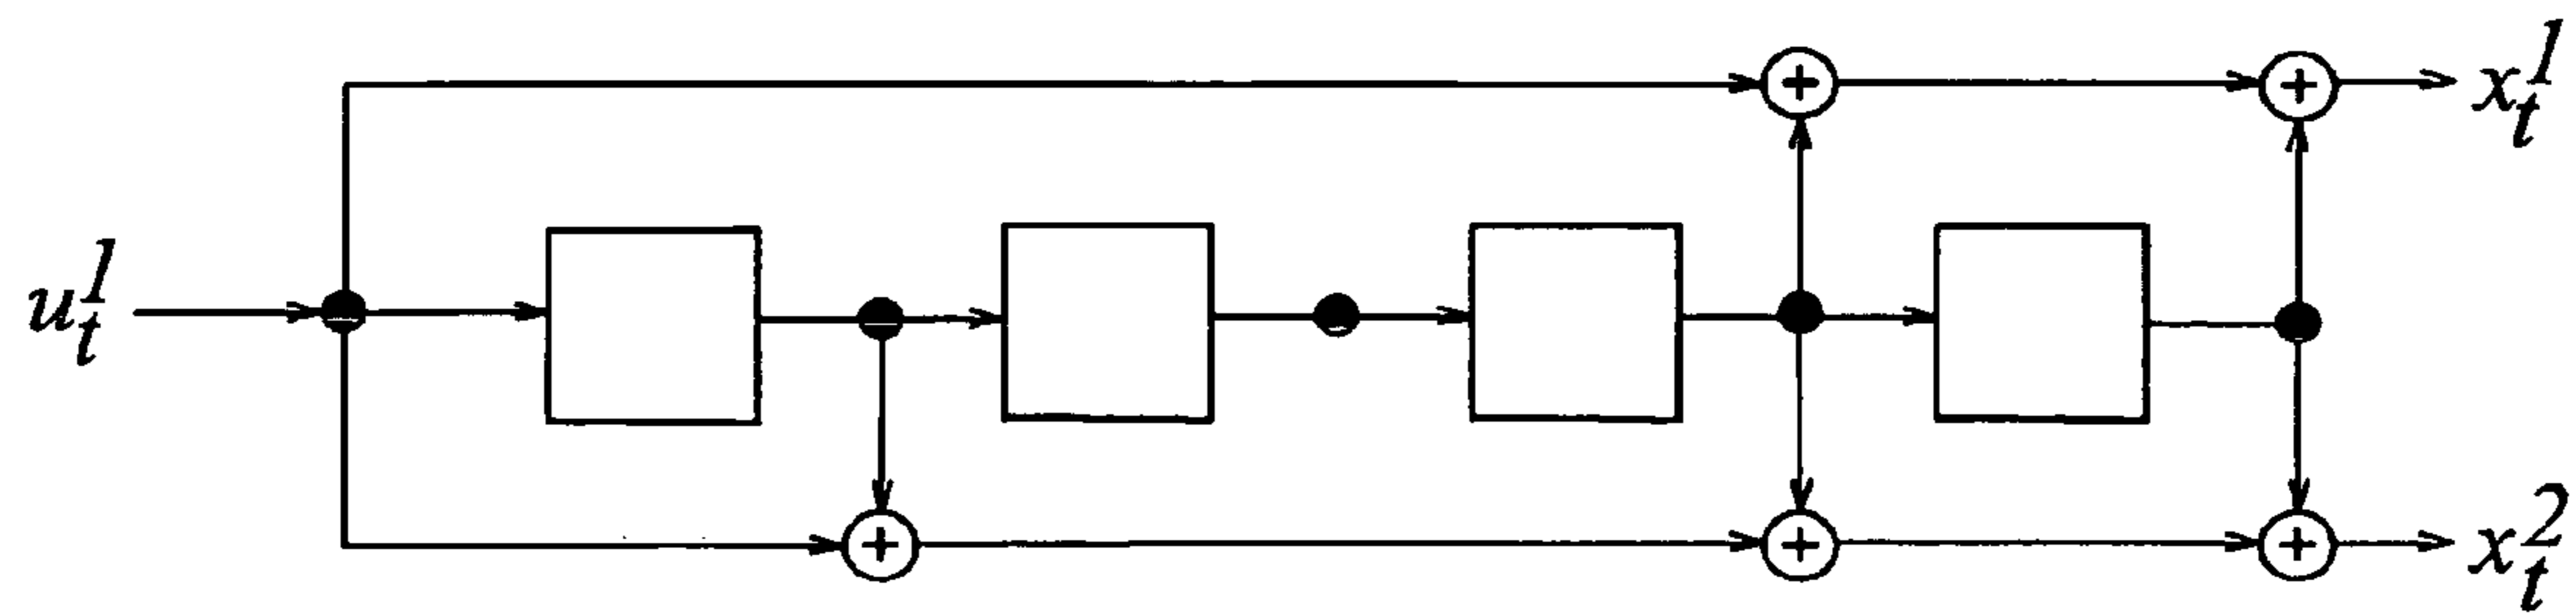 + + x_t^1
u_t^1
+ + + x_t^2